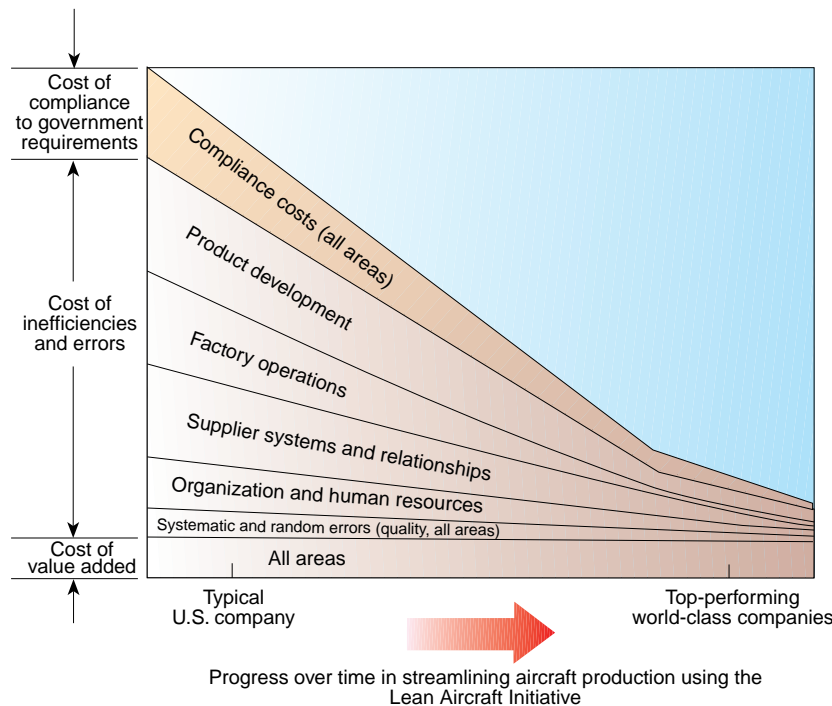 Cost of
compliance
to government
requirements
Cost of
inefficiencies
and errors
Cost of
value added
Compliance costs (all areas)
Product development
Factory operations
Supplier systems and relationships
Organization and human resources
Systematic and random errors (quality, all areas)
All areas
Typical
U.S. company
Top-performing
world-class companies
Progress over time in streamlining aircraft production using the
Lean Aircraft Initiative